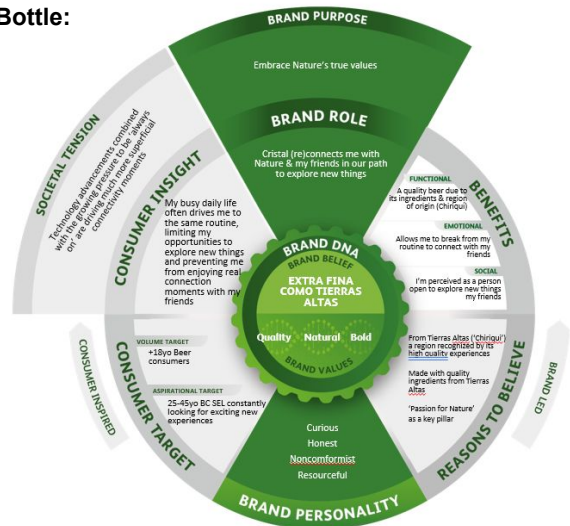 Bottle:
BRAND PURPOSE
Embrace Nature's true values
BRAND ROLE
Cristal (re)connects me with
Nature & my friends in our path
to explore new things
SOCIETAL TENSION
Technology advancements combined
with the growing pressure to be 'always
on' are driving much more superficial
connectivity moments
CONSUMER INSIGHT
My busy daily life
often drives me to
the same routine,
limiting my
opportunities to
explore new things
and preventing me
from enjoying real
connection
moments with my
friends
BENEFITS
FUNCTIONAL
A quality beer due to
its ingredients & region
of origin (Chiriqui)
EMOTIONAL
Allows me to break from my
routine to connect with my
friends
SOCIAL
I'm perceived as a person
open to explore new things
my friends
BRAND DNA
BRAND BELIEF
EXTRA FINA
COMO TIERRAS
ALTAS
Quality Natural Bold
BRAND VALUES
CONSUMER TARGET
VOLUME TARGET
+18yo Beer
consumers
ASPIRATIONAL TARGET
25-45yo BC SEL constantly
looking for exciting new
experiences
REASONS TO BELIEVE
From Tierras Altas ('Chiriqui')
a region recognized by its
high quality experiences
Made with quality
ingredients from Tierras
Altas
'Passion for Nature'
as a key pillar
CONSUMER INSPIRED
BRAND LED
Curious
Honest
Noncomformist
Resourceful
BRAND PERSONALITY